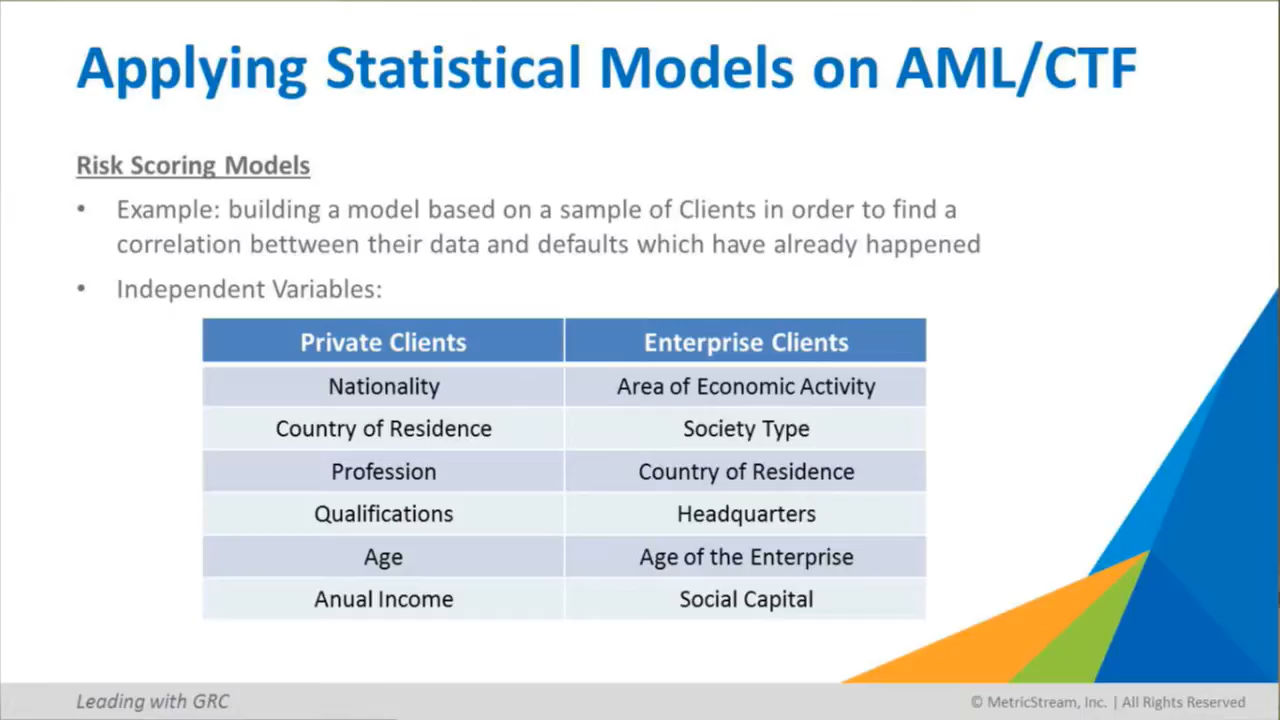 Applying Statistical Models on AML/CTF
Risk Scoring Models
• Example: building a model based on a sample of Clients in order to find a
correlation bettween their data and defaults which have already happened
• Independent Variables:
Private Clients Enterprise Clients
Nationality Area of Economic Activity
Country of Residence Society Type
Profession Country of Residence
Qualifications Headquarters
Age Age of the Enterprise
Anual Income Social Capital
Leading with GRC © MetricStream, Inc. | All Rights Reserved